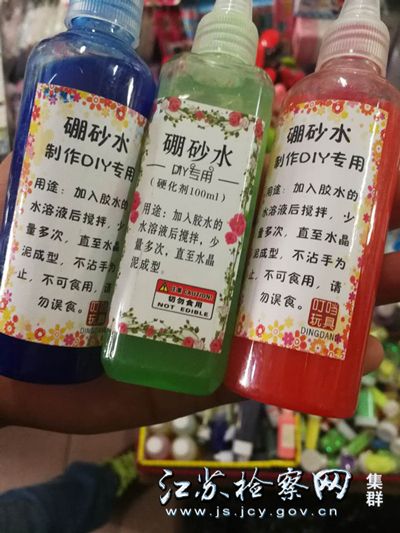 硼砂水
制作DIY专用
用途：加入胶水的
水溶液后搅拌，少
量多次，直至水晶
泥成型，不沾手为
止，不可食用，请
勿误食。
叮咚
玩具
DINGDANG
硼砂水
DIY专用
(硬化剂100ml)
用途：加入胶水的
水溶液后搅拌，少
量多次，直至水晶
泥成型。
注意 CAUTION!
切勿食用
NOT EDIBLE
硼砂水
制作DIY专用
用途：加入胶水的
水溶液后搅拌，少
量多次，直至水晶
泥成型，不沾手为
止，不可食用，请
勿误食。
玩具
DINGDANG
江苏检察网
集群
www.js.jcy.gov.cn